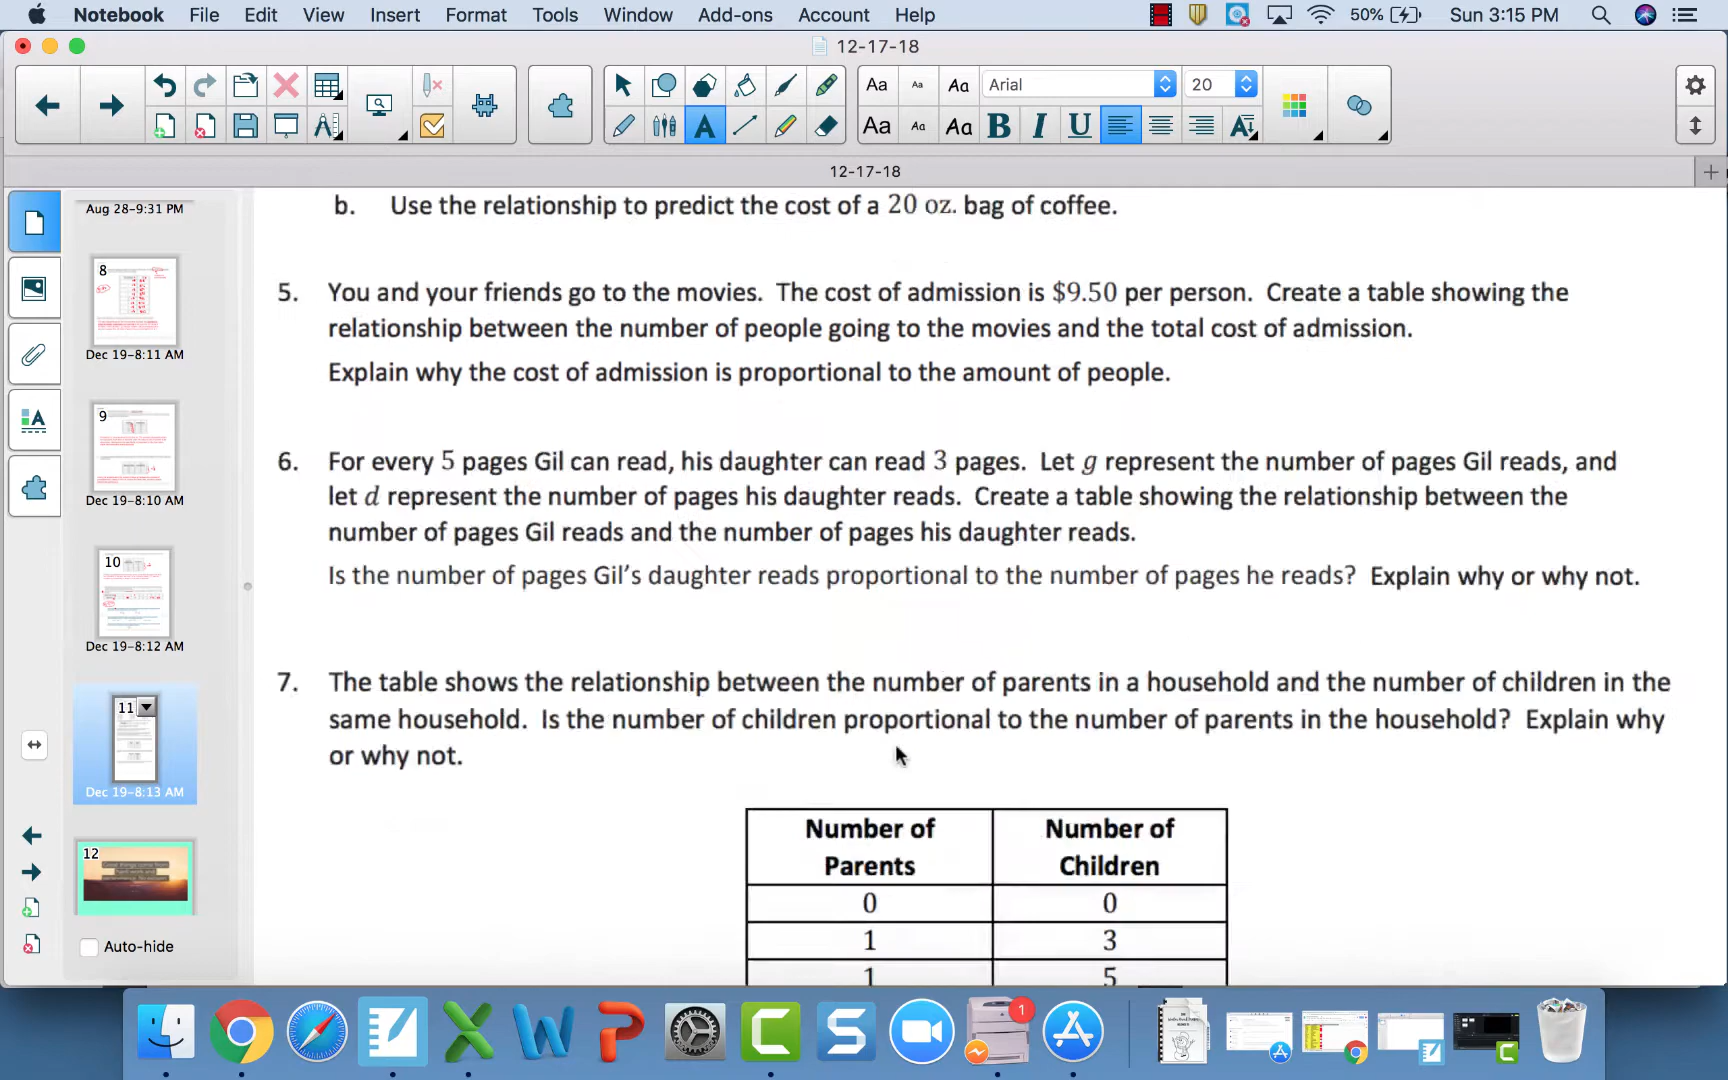 Notebook File Edit View Insert Format Tools Window Add-ons Account Help 50% Sun 3:15 PM
12-17-18
Aa Aa Aa Arial 20
Aa Aa Aa B I U A
12-17-18
Aug 28-9:31 PM
8
Dec 19-8:11 AM
9
Dec 19-8:10 AM
10
Dec 19-8:12 AM
11
Dec 19-8:13 AM
12
Auto-hide
b. Use the relationship to predict the cost of a 20 oz. bag of coffee.
5. You and your friends go to the movies. The cost of admission is $9.50 per person. Create a table showing the
relationship between the number of people going to the movies and the total cost of admission.
Explain why the cost of admission is proportional to the amount of people.
6. For every 5 pages Gil can read, his daughter can read 3 pages. Let g represent the number of pages Gil reads, and
let d represent the number of pages his daughter reads. Create a table showing the relationship between the
number of pages Gil reads and the number of pages his daughter reads.
Is the number of pages Gil's daughter reads proportional to the number of pages he reads? Explain why or why not.
7. The table shows the relationship between the number of parents in a household and the number of children in the
same household. Is the number of children proportional to the number of parents in the household? Explain why
or why not.
Number of Parents Number of Children
0 0
1 3
1 5
1